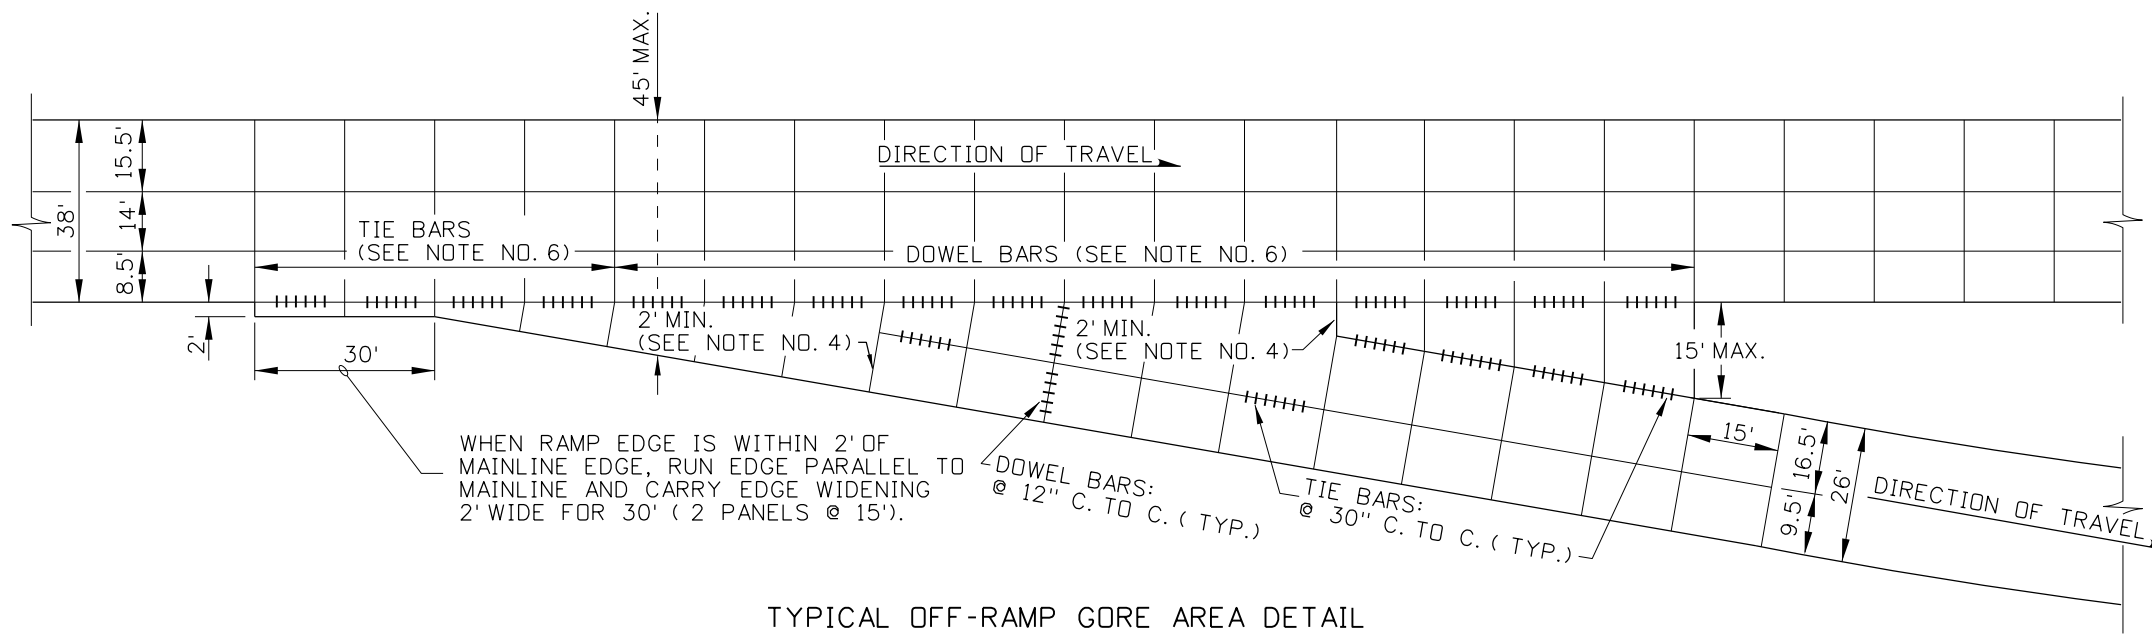 45' MAX.
DIRECTION OF TRAVEL
15.5'
14'
8.5'
38'
TIE BARS
(SEE NOTE NO. 6)
DOWEL BARS (SEE NOTE NO. 6)
2'
30'
2' MIN.
(SEE NOTE NO. 4)
2' MIN.
(SEE NOTE NO. 4)
15' MAX.
WHEN RAMP EDGE IS WITHIN 2' OF
MAINLINE EDGE, RUN EDGE PARALLEL TO
MAINLINE AND CARRY EDGE WIDENING
2' WIDE FOR 30' ( 2 PANELS @ 15').
DOWEL BARS:
@ 12" C. TO C. ( TYP.)
TIE BARS:
@ 30" C. TO C. ( TYP.)
15'
16.5'
9.5'
26'
DIRECTION OF TRAVEL
TYPICAL OFF-RAMP GORE AREA DETAIL